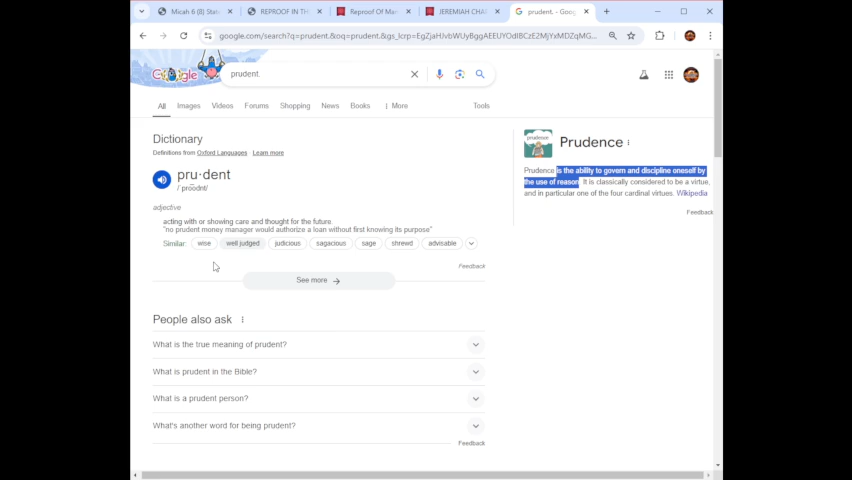 Micah 6 (8) Stak
REPROOF IN TH
Reproof Of Man
JEREMIAH CHA
prudent. - Goog
google.com/search?q=prudent.&oq=prudent.
prudent.
All
Images
Videos
Forums
Shopping
News
Books
More
Tools
Dictionary
Definitions from Oxford Languages · Learn more
pru·dent
/ˈpro͞odnt/
adjective
acting with or showing care and thought for the future.
"no prudent money manager would authorize a loan without first knowing its purpose"
Similar: wise well judged judicious sagacious sage shrewd advisable
Feedback
See more
Prudence
Prudence is the ability to govern and discipline oneself by
the use of reason. It is classically considered to be a virtue,
and in particular one of the four cardinal virtues. Wikipedia
Feedback
People also ask
What is the true meaning of prudent?
What is prudent in the Bible?
What is a prudent person?
What's another word for being prudent?
Feedback